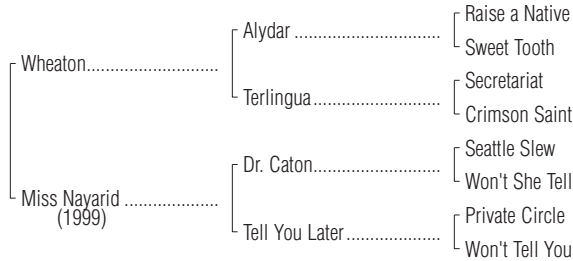 Raise a Native
Alydar ..............................
Sweet Tooth
Wheaton...........................
Secretariat
Terlingua..........................
Crimson Saint
Seattle Slew
Dr. Caton..........................
Won't She Tell
Miss Nayarid ...................
(1999)
Private Circle
Tell You Later...................
Won't Tell You